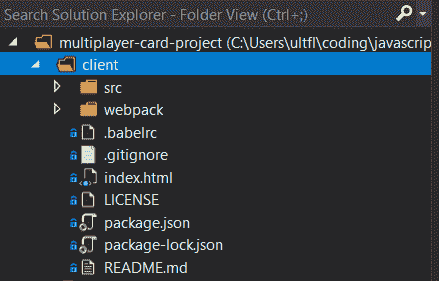 Search Solution Explorer - Folder View (Ctrl+;)
multiplayer-card-project (C:\Users\ultfl\coding\javascrip
client
src
webpack
.babelrc
.gitignore
index.html
LICENSE
package.json
package-lock.json
README.md